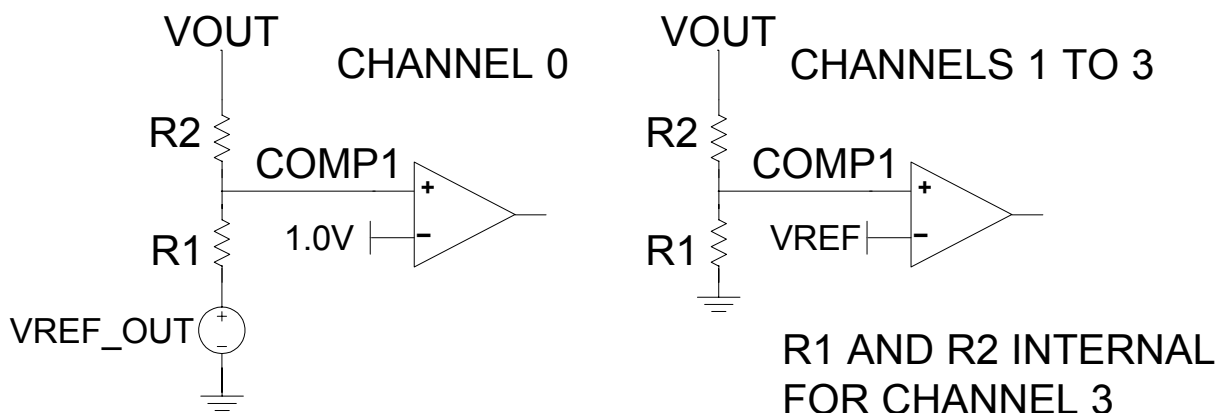 VOUT
CHANNEL 0
R2
COMP1
+
1.0V
-
R1
VREF_OUT
+
-
VOUT
CHANNELS 1 TO 3
R2
COMP1
+
VREF
-
R1
R1 AND R2 INTERNAL
FOR CHANNEL 3